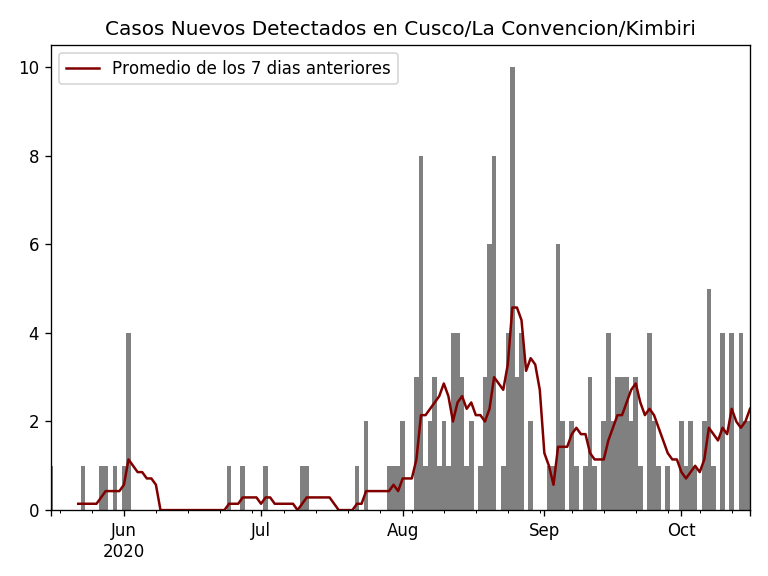 Casos Nuevos Detectados en Cusco/La Convencion/Kimbiri
Promedio de los 7 dias anteriores
10
8
6
4
2
0
Jun
2020
Jul
Aug
Sep
Oct